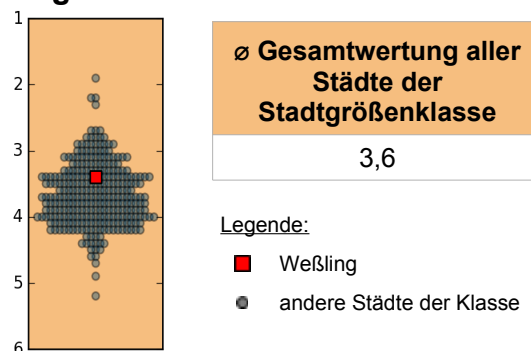 1
2
3
4
5
6
⌀ Gesamtwertung aller
Städte der
Stadtgrößenklasse
3,6
Legende:
Weßling
andere Städte der Klasse